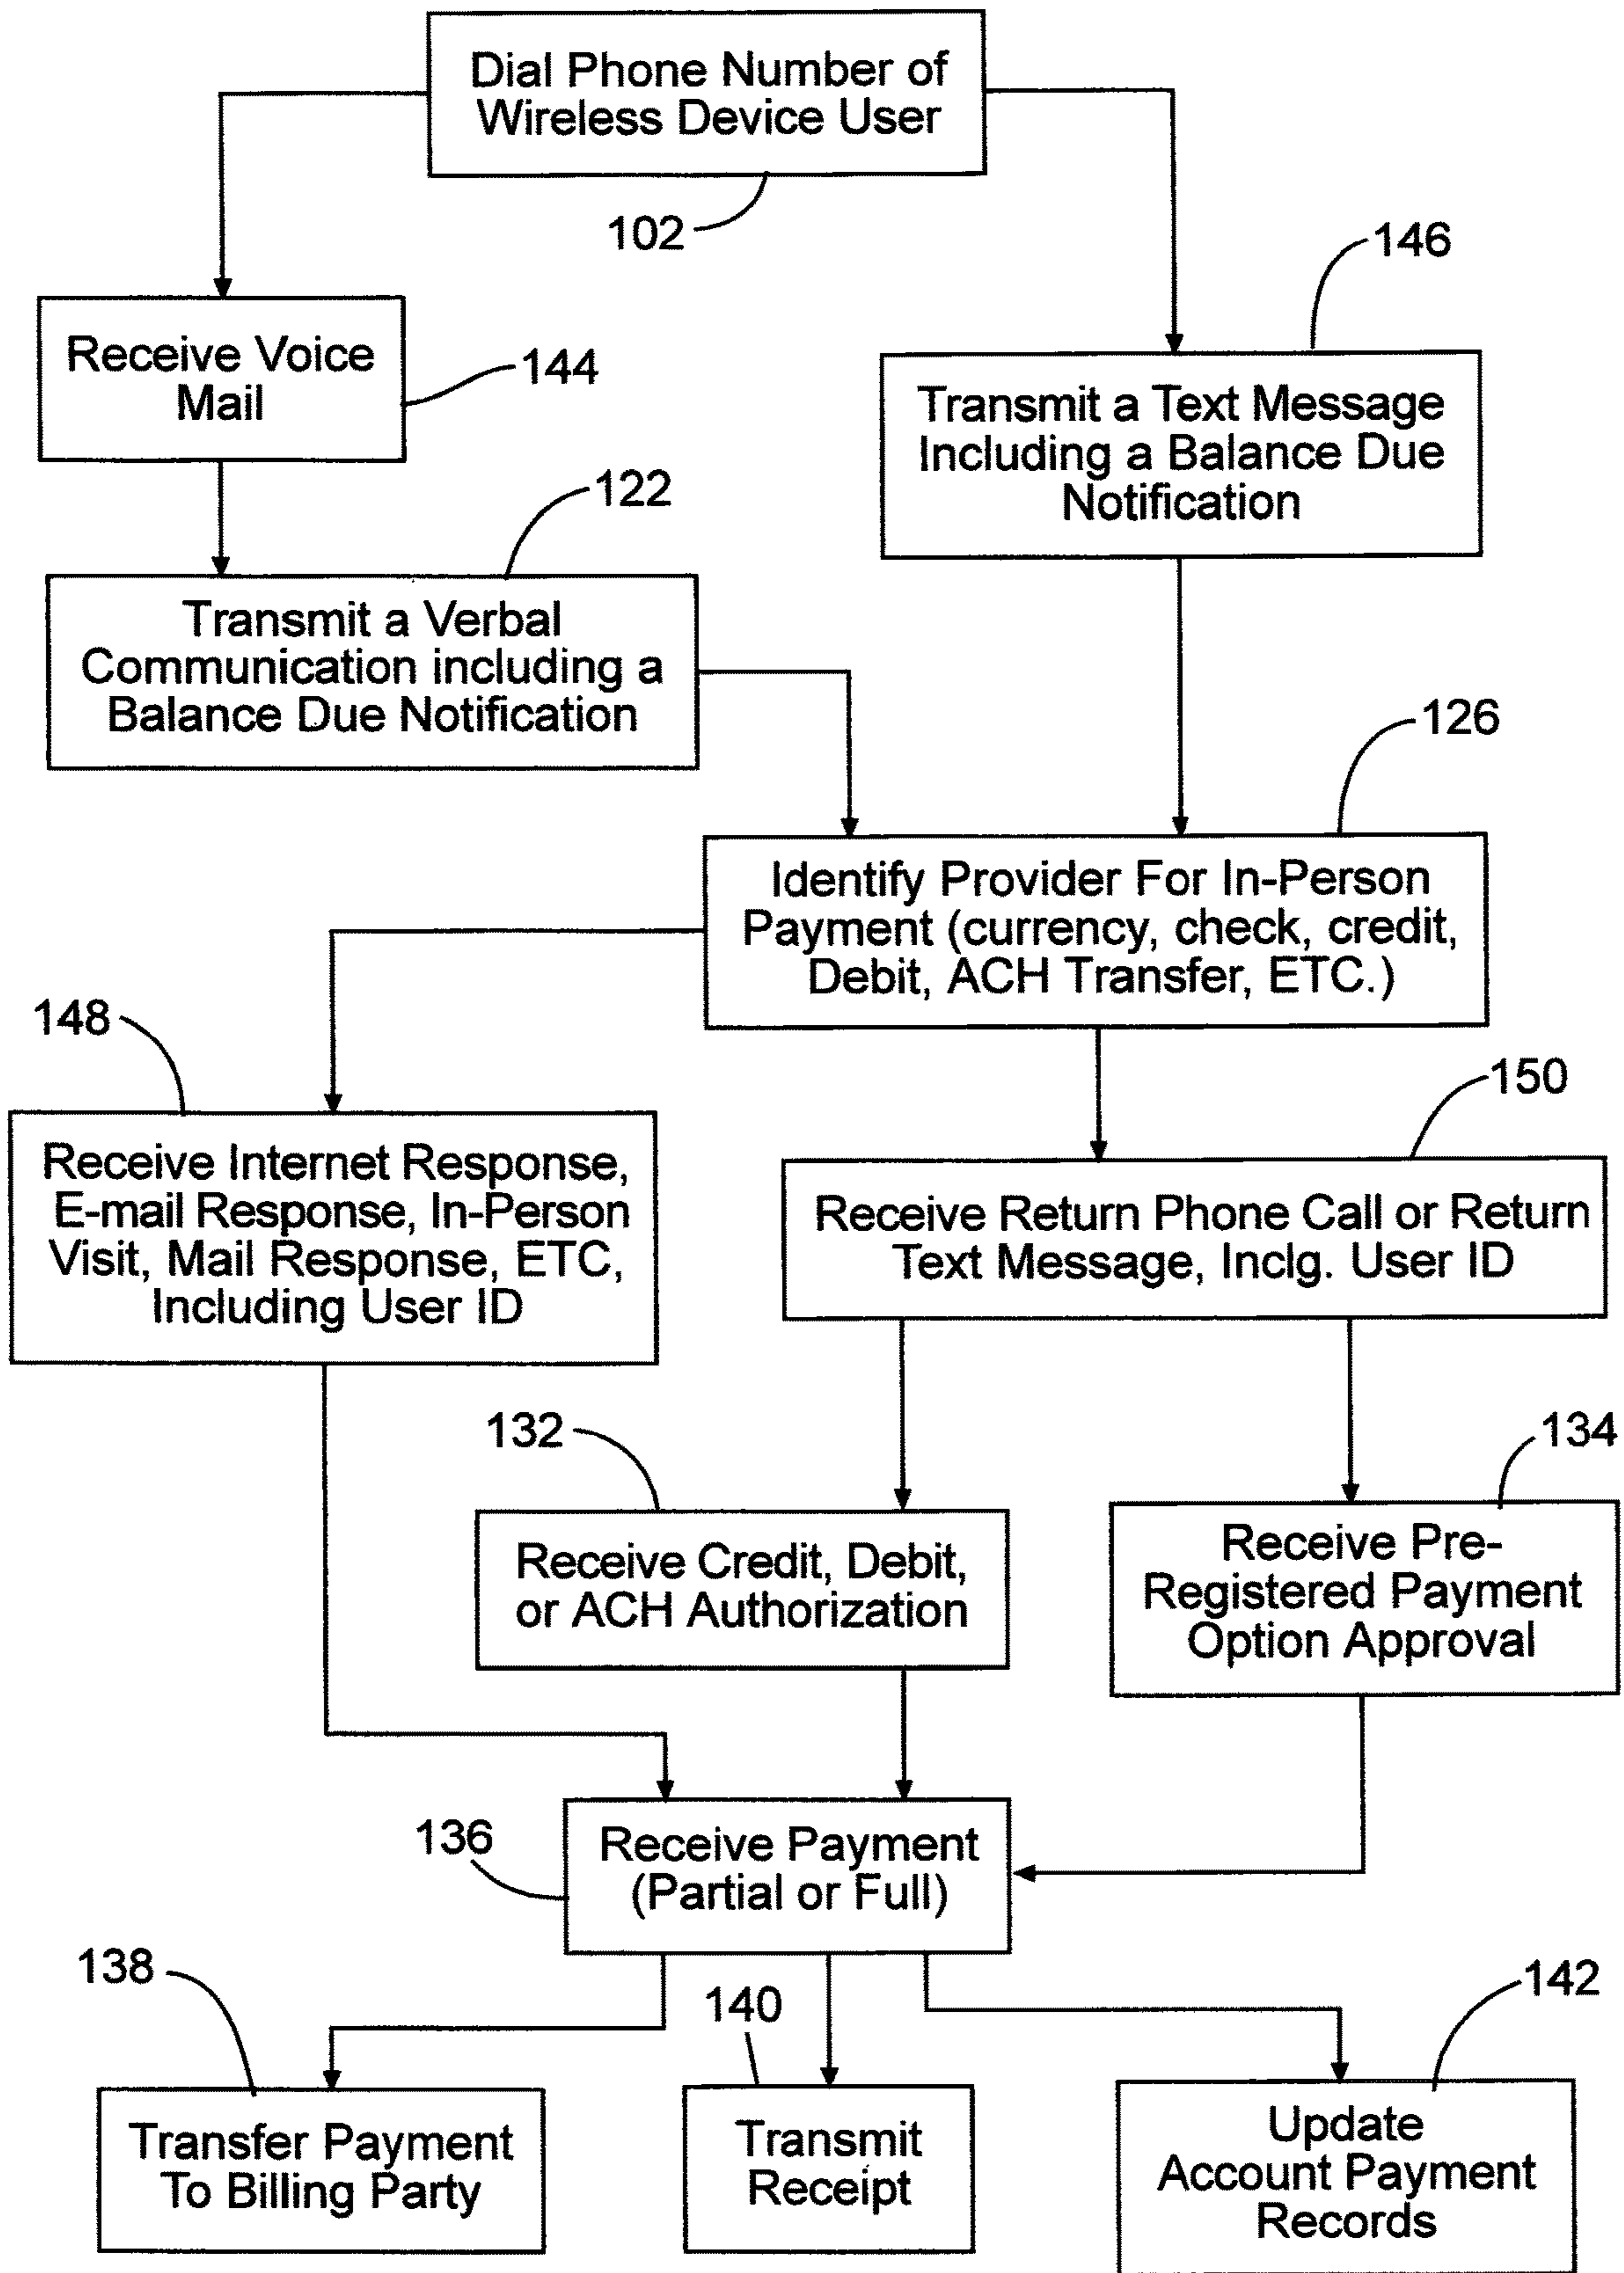 Dial Phone Number of
Wireless Device User
102
146
Receive Voice
Mail
144
Transmit a Text Message
Including a Balance Due
Notification
122
Transmit a Verbal
Communication including a
Balance Due Notification
126
Identify Provider For In-Person
Payment (currency, check, credit,
Debit, ACH Transfer, ETC.)
148
150
Receive Internet Response,
E-mail Response, In-Person
Visit, Mail Response, ETC,
Including User ID
Receive Return Phone Call or Return
Text Message, Inclg. User ID
132
134
Receive Credit, Debit,
or ACH Authorization
Receive Pre-
Registered Payment
Option Approval
136
Receive Payment
(Partial or Full)
138
140
142
Transfer Payment
To Billing Party
Transmit
Receipt
Update
Account Payment
Records